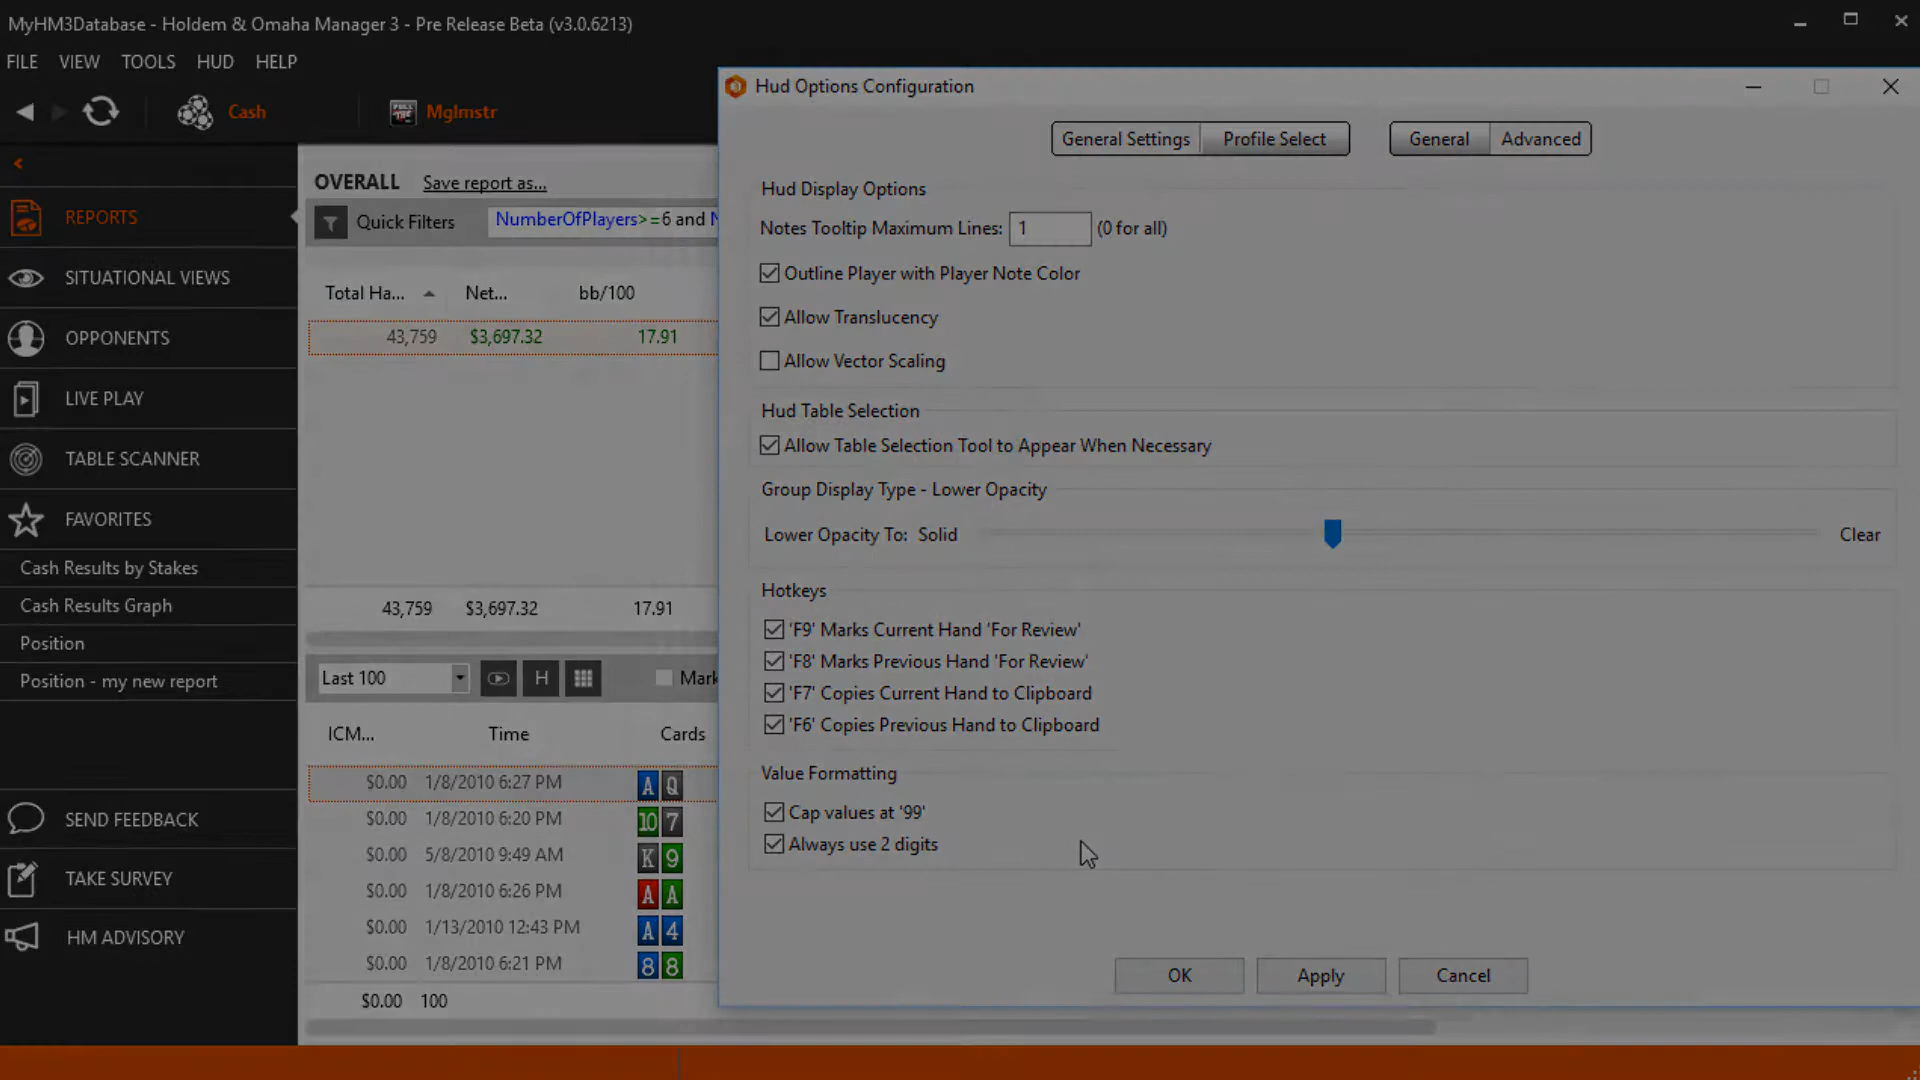 MyHM3Database - Holdem & Omaha Manager 3 - Pre Release Beta (v3.0.6213)
FILE VIEW TOOLS HUD HELP
Cash
Mglmstr
REPORTS
SITUATIONAL VIEWS
OPPONENTS
LIVE PLAY
TABLE SCANNER
FAVORITES
Cash Results by Stakes
Cash Results Graph
Position
Position - my new report
SEND FEEDBACK
TAKE SURVEY
HM ADVISORY
OVERALL Save report as...
Quick Filters NumberOfPlayers>=6 and N
Total Ha... Net... bb/100
43,759 $3,697.32 17.91
43,759 $3,697.32 17.91
Last 100 H Mark
ICM... Time Cards
$0.00 1/8/2010 6:27 PM A Q
$0.00 1/8/2010 6:20 PM 10 7
$0.00 5/8/2010 9:49 AM K 9
$0.00 1/8/2010 6:26 PM A A
$0.00 1/13/2010 12:43 PM A 4
$0.00 1/8/2010 6:21 PM 8 8
$0.00 100
Hud Options Configuration
General Settings Profile Select General Advanced
Hud Display Options
Notes Tooltip Maximum Lines: 1 (0 for all)
Outline Player with Player Note Color
Allow Translucency
Allow Vector Scaling
Hud Table Selection
Allow Table Selection Tool to Appear When Necessary
Group Display Type - Lower Opacity
Lower Opacity To: Solid Clear
Hotkeys
'F9' Marks Current Hand 'For Review'
'F8' Marks Previous Hand 'For Review'
'F7' Copies Current Hand to Clipboard
'F6' Copies Previous Hand to Clipboard
Value Formatting
Cap values at '99'
Always use 2 digits
OK Apply Cancel